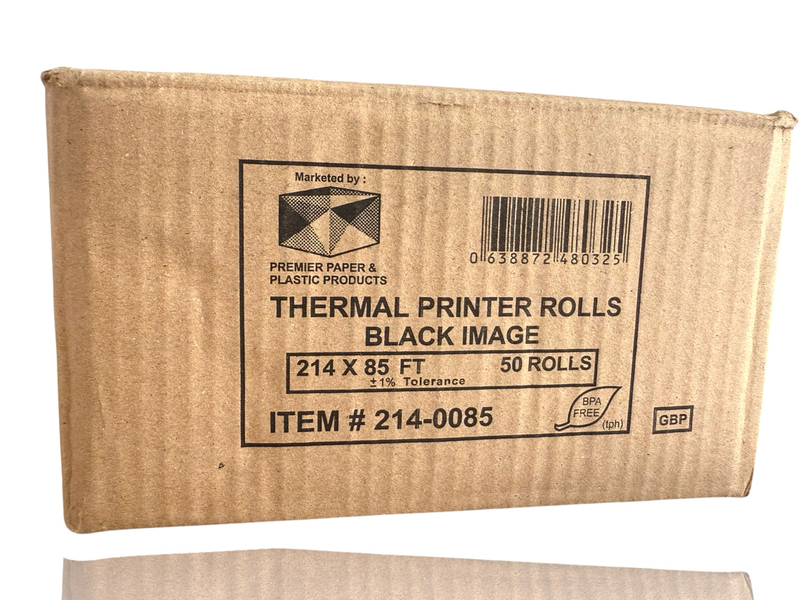 Marketed by :
PREMIER PAPER &
PLASTIC PRODUCTS
0 638872 480325
THERMAL PRINTER ROLLS
BLACK IMAGE
214 X 85 FT 50 ROLLS
±1% Tolerance
ITEM # 214-0085
BPA
FREE
(tph)
GBP